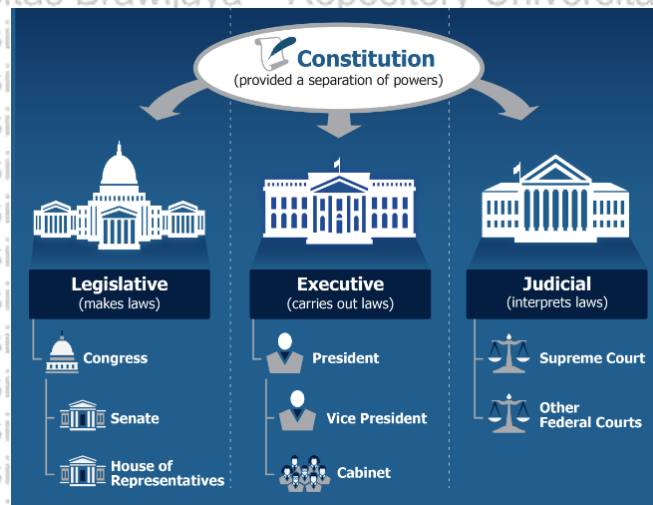 Constitution
(provided a separation of powers)
Legislative
(makes laws)
Congress
Senate
House of
Representatives
Executive
(carries out laws)
President
Vice President
Cabinet
Judicial
(interprets laws)
Supreme Court
Other
Federal Courts